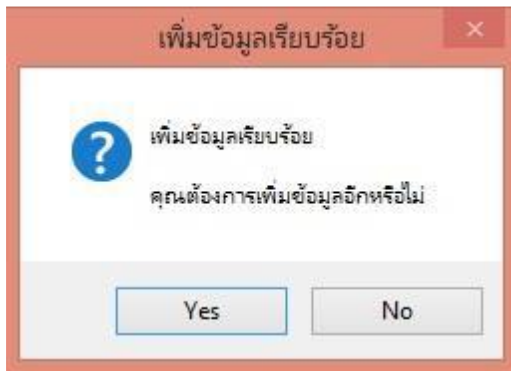 เพิ่มข้อมูลเรียบร้อย
เพิ่มข้อมูลเรียบร้อย
คุณต้องการเพิ่มข้อมูลอีกหรือไม่
Yes No